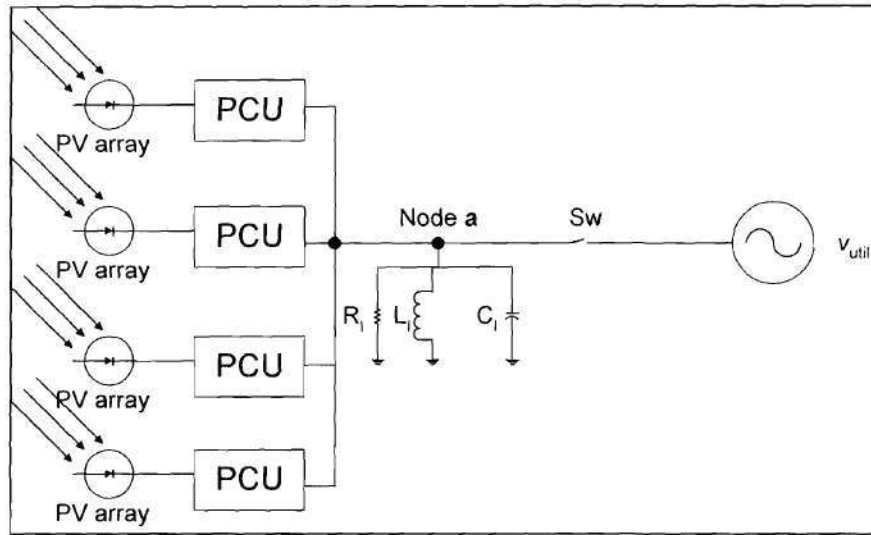 PCU
PV array
PCU
Node a
Sw
PV array
v_util
R_l
L_l
C_l
PCU
PV array
PCU
PV array